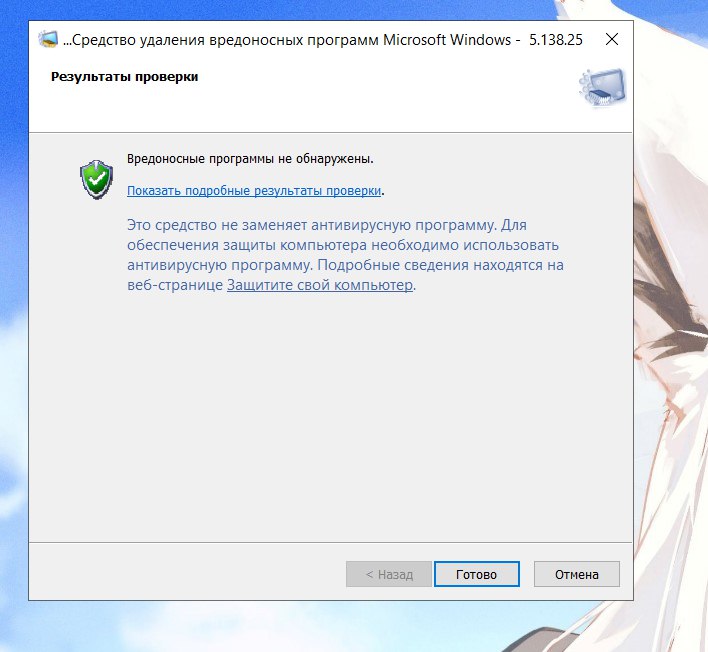 ...Средство удаления вредоносных программ Microsoft Windows - 5.138.25
Результаты проверки
Вредоносные программы не обнаружены.
Показать подробные результаты проверки.
Это средство не заменяет антивирусную программу. Для
обеспечения защиты компьютера необходимо использовать
антивирусную программу. Подробные сведения находятся на
веб-странице Защитите свой компьютер.
< Назад
Готово
Отмена